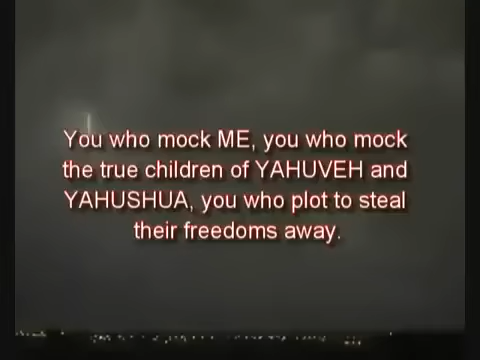 You who mock ME, you who mock
the true children of YAHUVEH and
YAHUSHUA, you who plot to steal
their freedoms away.